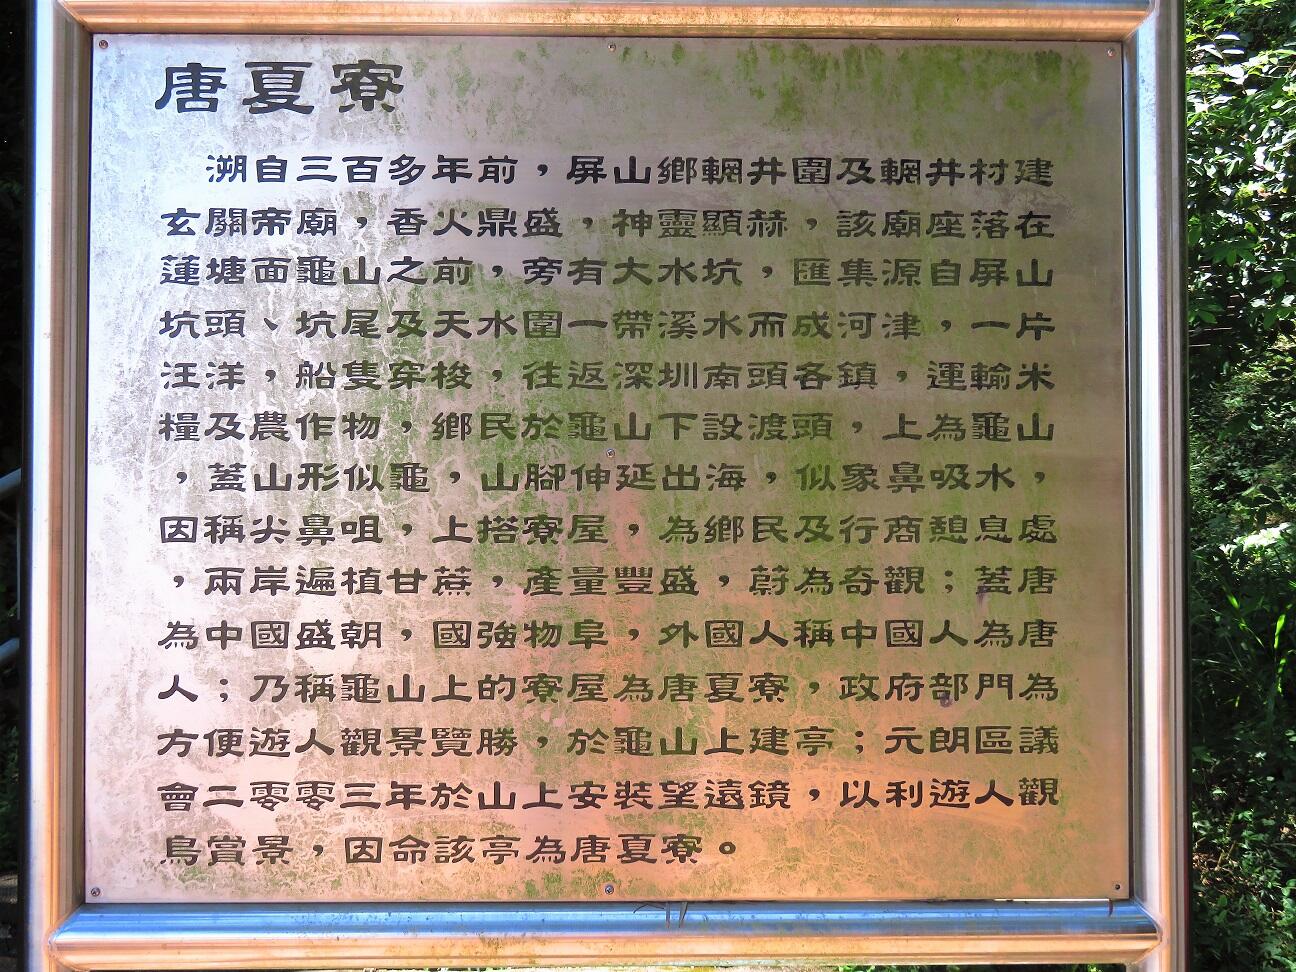 唐夏寮
溯自三百多年前，屏山鄉輞井圍及輞井村建
玄關帝廟，香火鼎盛，神靈顯赫，該廟座落在
蓮塘面龜山之前，旁有大水坑，匯集源自屏山
坑頭、坑尾及天水圍一帶溪水而成河津，一片
汪洋，船隻穿梭，往返深圳南頭各鎮，運輸米
糧及農作物，鄉民於龜山下設渡頭，上為龜山
，蓋山形似龜，山腳伸延出海，似象鼻吸水，
因稱尖鼻咀，上搭寮屋，為鄉民及行商憩息處
，兩岸遍植甘蔗，產量豐盛，蔚為奇觀；蓋唐
為中國盛朝，國強物阜，外國人稱中國人為唐
人；乃稱龜山上的寮屋為唐夏寮，政府部門為
方便遊人觀景覽勝，於龜山上建亭；元朗區議
會二零零三年於山上安裝望遠鏡，以利遊人觀
鳥賞景，因命該亭為唐夏寮。